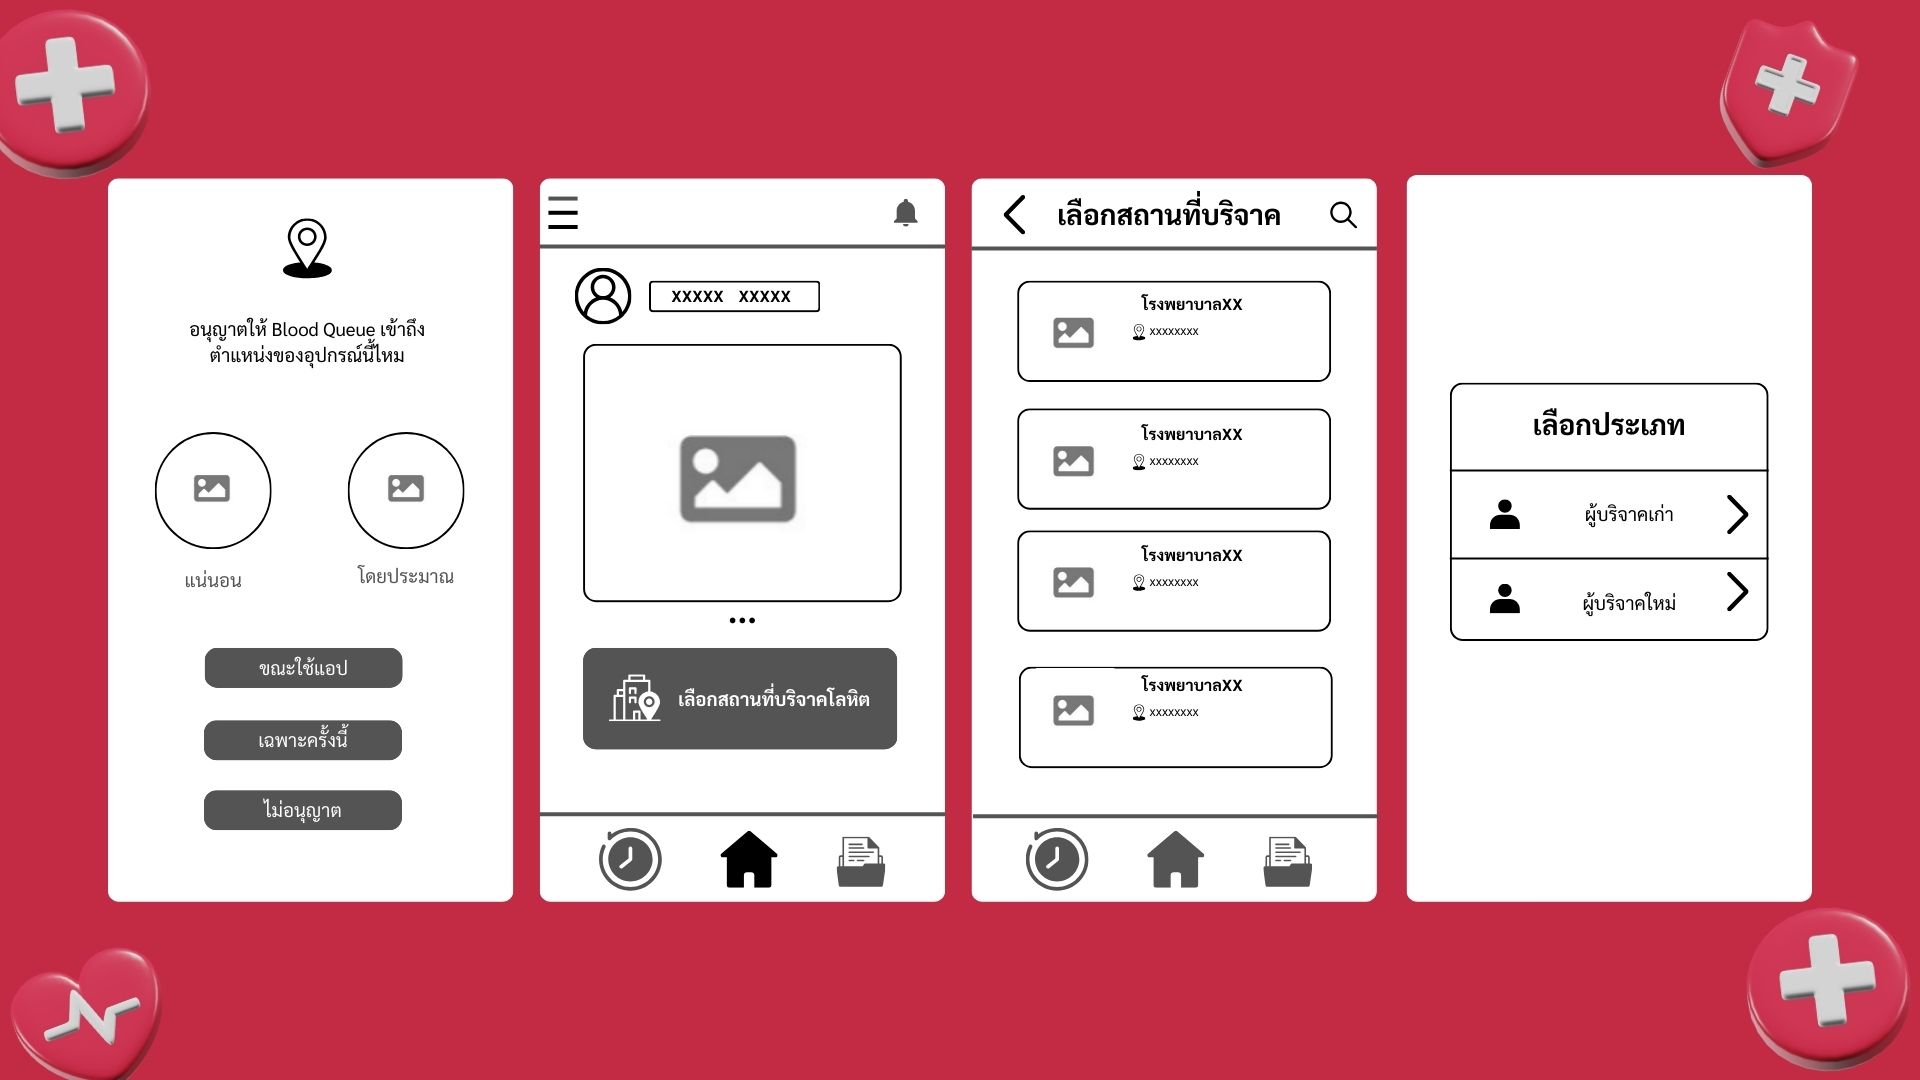 อนุญาตให้ Blood Queue เข้าถึง
ตำแหน่งของอุปกรณ์นี้ไหม
แน่นอน
โดยประมาณ
ขณะใช้แอป
เฉพาะครั้งนี้
ไม่อนุญาต
XXXXX XXXXX
เลือกสถานที่บริจาคโลหิต
เลือกสถานที่บริจาค
โรงพยาบาลXX
xxxxxxxx
โรงพยาบาลXX
xxxxxxxx
โรงพยาบาลXX
xxxxxxxx
โรงพยาบาลXX
xxxxxxxx
เลือกประเภท
ผู้บริจาคเก่า
ผู้บริจาคใหม่